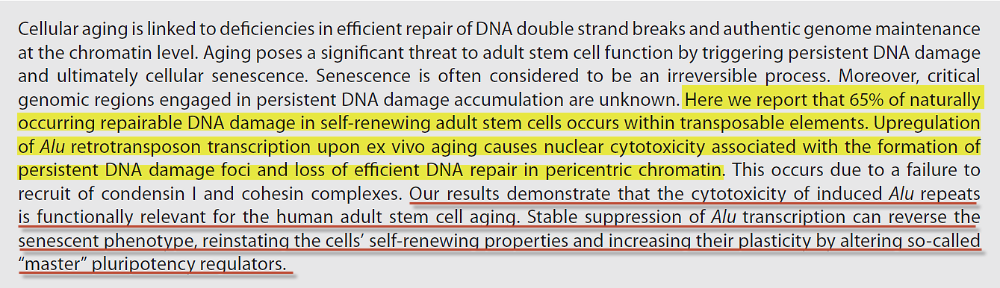 Cellular aging is linked to deficiencies in efficient repair of DNA double strand breaks and authentic genome maintenance
at the chromatin level. Aging poses a significant threat to adult stem cell function by triggering persistent DNA damage
and ultimately cellular senescence. Senescence is often considered to be an irreversible process. Moreover, critical
genomic regions engaged in persistent DNA damage accumulation are unknown. Here we report that 65% of naturally
occurring repairable DNA damage in self-renewing adult stem cells occurs within transposable elements. Upregulation
of Alu retrotransposon transcription upon ex vivo aging causes nuclear cytotoxicity associated with the formation of
persistent DNA damage foci and loss of efficient DNA repair in pericentric chromatin. This occurs due to a failure to
recruit of condensin I and cohesin complexes. Our results demonstrate that the cytotoxicity of induced Alu repeats
is functionally relevant for the human adult stem cell aging. Stable suppression of Alu transcription can reverse the
senescent phenotype, reinstating the cells' self-renewing properties and increasing their plasticity by altering so-called
“master” pluripotency regulators.